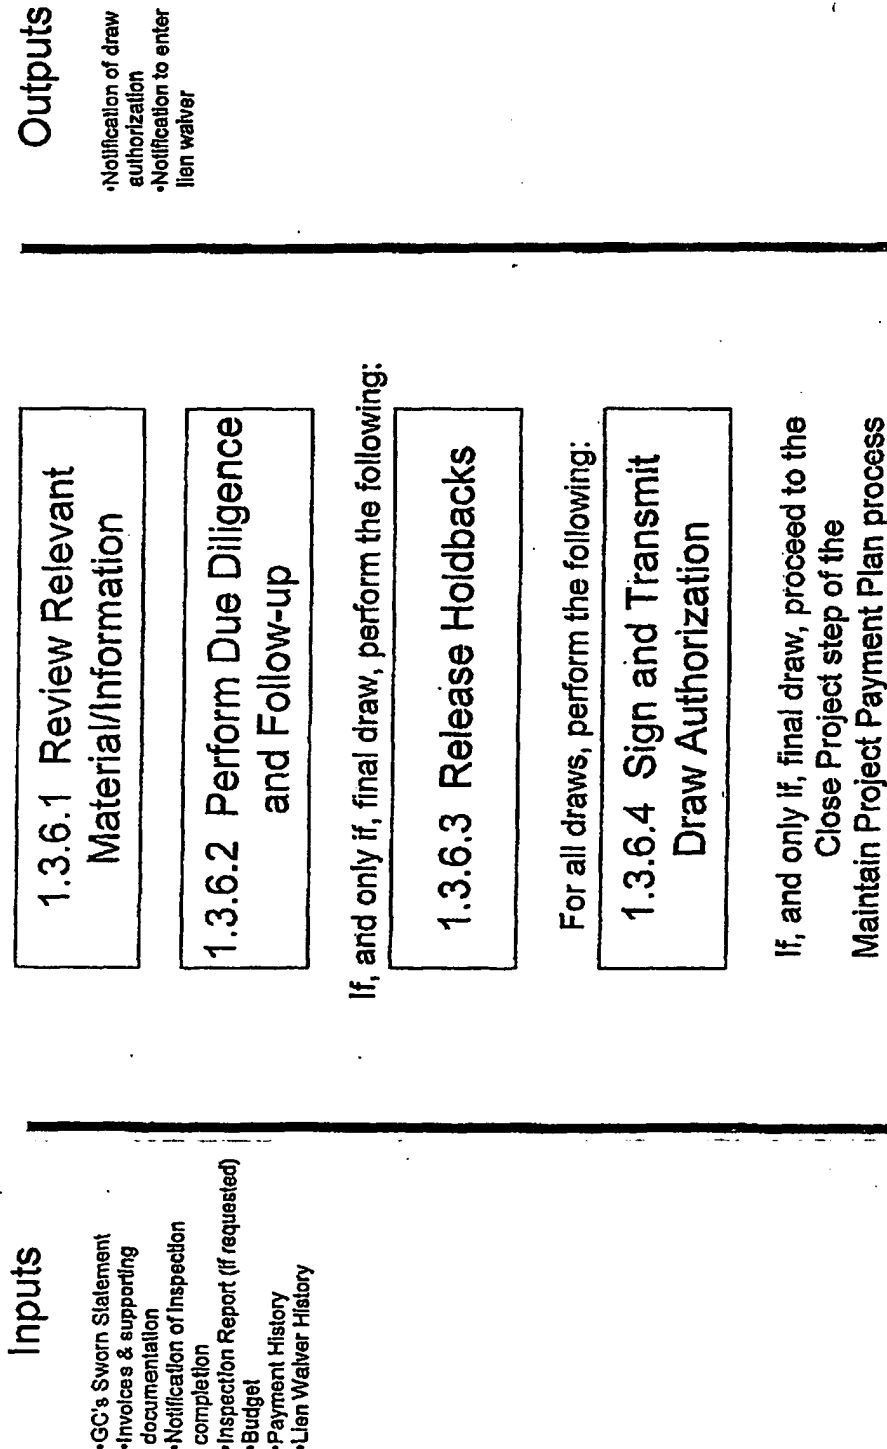 Inputs
•GC's Sworn Statement
•Invoices & supporting
documentation
•Notification of Inspection
completion
•Inspection Report (if requested)
•Budget
•Payment History
•Lien Waiver History
1.3.6.1 Review Relevant
Material/Information
1.3.6.2 Perform Due Diligence
and Follow-up
If, and only if, final draw, perform the following:
1.3.6.3 Release Holdbacks
For all draws, perform the following:
1.3.6.4 Sign and Transmit
Draw Authorization
If, and only if, final draw, proceed to the
Close Project step of the
Maintain Project Payment Plan process
Outputs
•Notification of draw
authorization
•Notification to enter
lien waiver